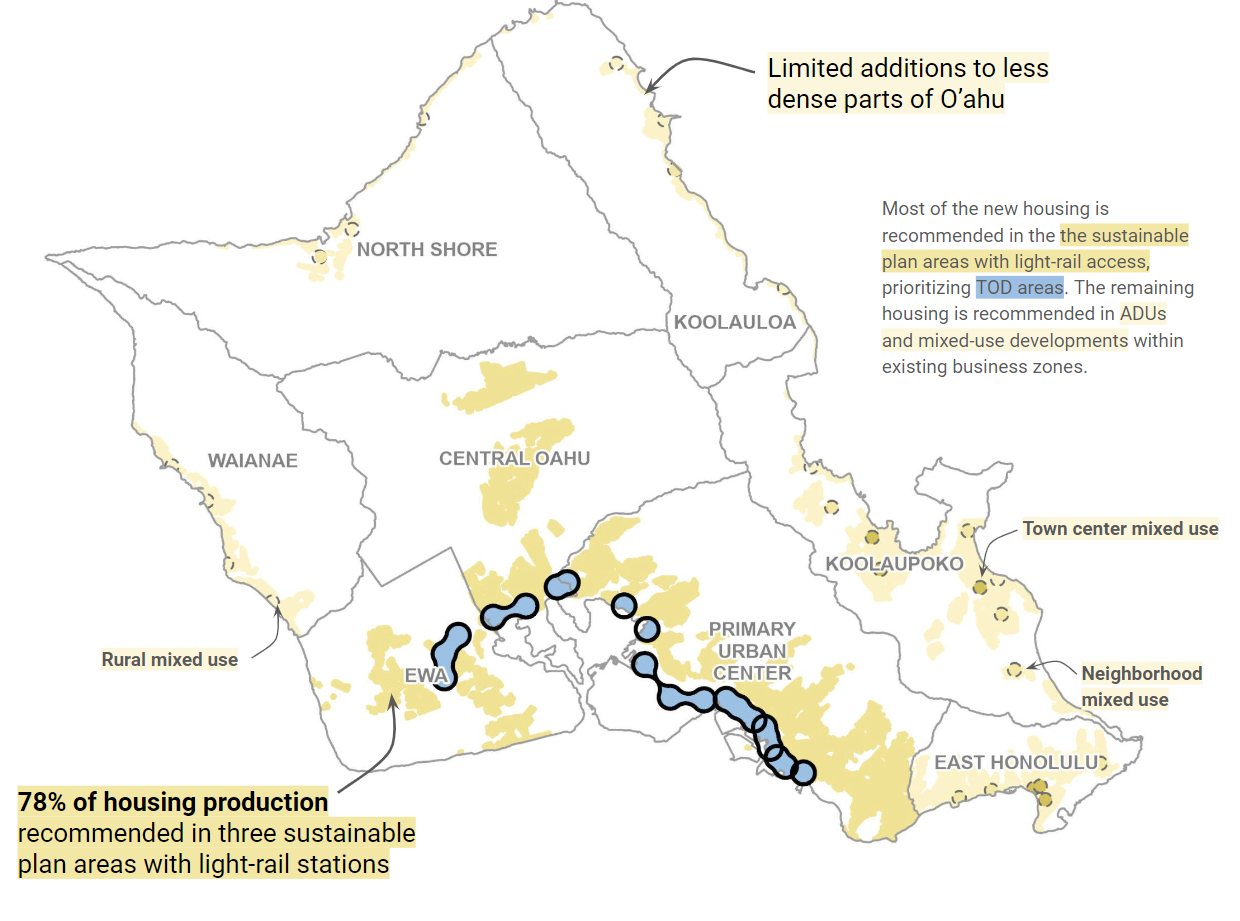 Limited additions to less
dense parts of O’ahu
Most of the new housing is
recommended in the the sustainable
plan areas with light-rail access,
prioritizing TOD areas. The remaining
housing is recommended in ADUs
and mixed-use developments within
existing business zones.
NORTH SHORE
KOOLAULOA
WAIANAE
CENTRAL OAHU
Town center mixed use
KOOLAUPOKO
Rural mixed use
PRIMARY
URBAN
CENTER
EWA
Neighborhood
mixed use
EAST HONOLULU
78% of housing production
recommended in three sustainable
plan areas with light-rail stations